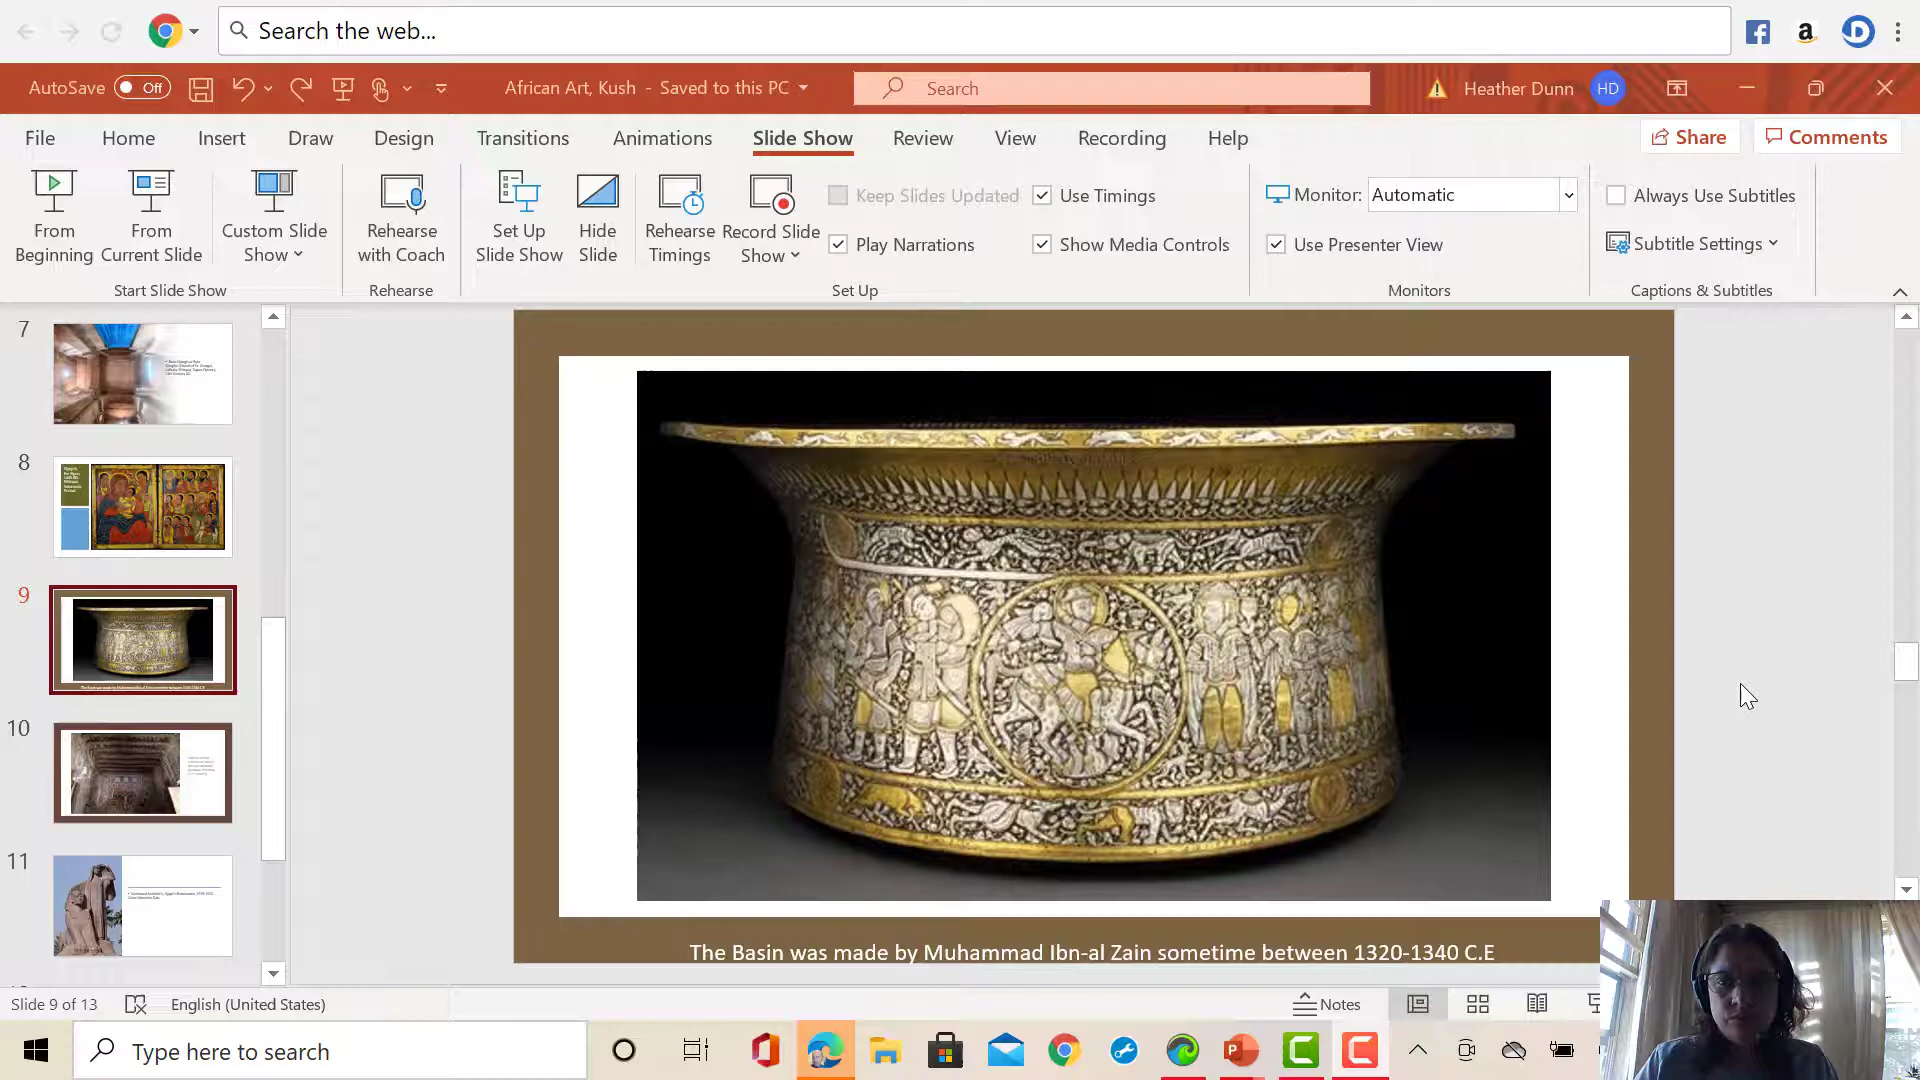 Search the web...
AutoSave Off African Art, Kush - Saved to this PC Search Heather Dunn HD
File Home Insert Draw Design Transitions Animations Slide Show Review View Recording Help Share Comments
From Beginning
From Current Slide
Custom Slide Show
Start Slide Show
Rehearse with Coach
Rehearse
Set Up Slide Show
Hide Slide
Rehearse Timings
Record Slide Show
Keep Slides Updated
Play Narrations
Use Timings
Show Media Controls
Set Up
Monitor: Automatic
Use Presenter View
Monitors
Always Use Subtitles
Subtitle Settings
Captions & Subtitles
7
8
9
10
11
The Basin was made by Muhammad Ibn-al Zain sometime between 1320-1340 C.E
Slide 9 of 13 English (United States) Notes
Type here to search